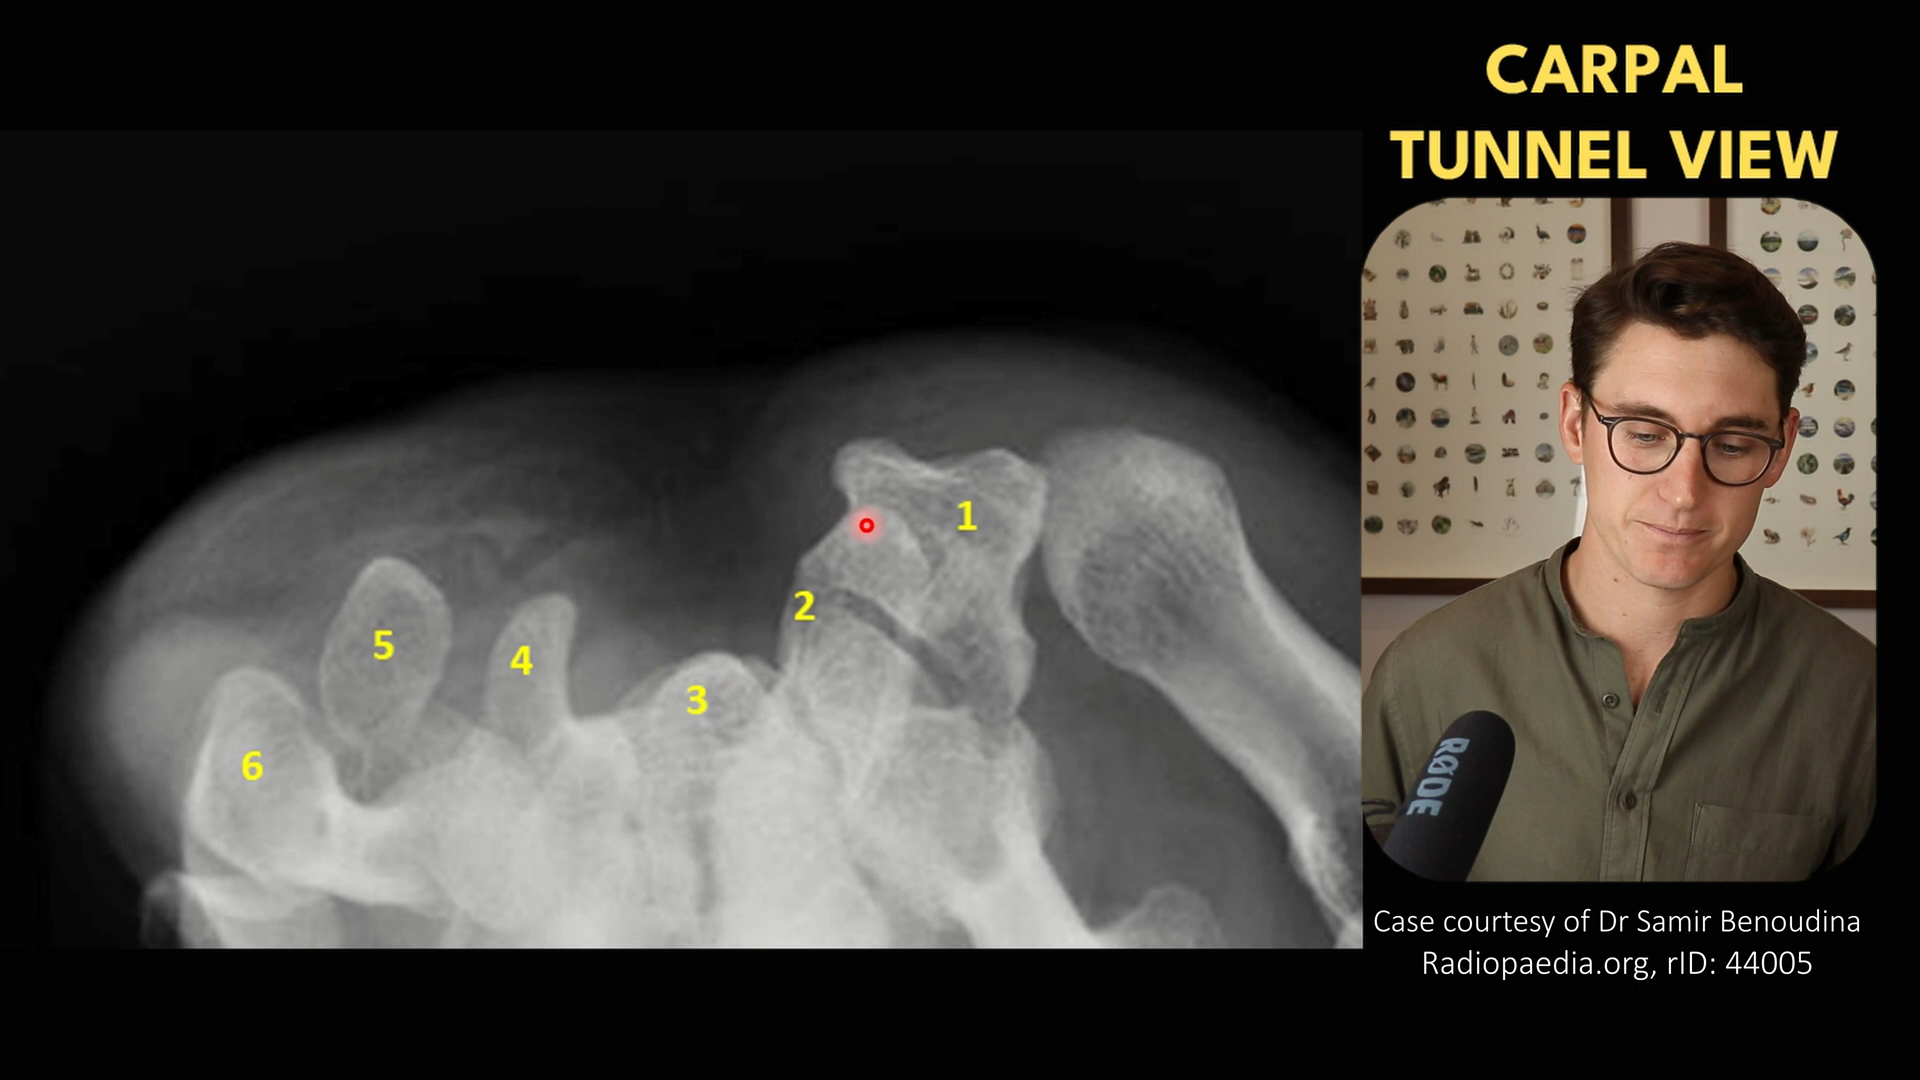 CARPAL
TUNNEL VIEW
1
2
3
4
5
6
RØDE
Case courtesy of Dr Samir Benoudina
Radiopaedia.org, rID: 44005